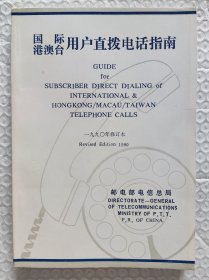 国际
港澳台用户直拨电话指南
GUIDE
for
SUBSCRIBER DIRECT DIALING of
INTERNATIONAL &
HONGKONG/MACAU/TAIWAN
TELEPHONE CALLS
一九九〇年修订本
Revised Edition 1990
邮电部电信总局
DIRECTORATE—GENERAL
OF TELECOMMUNICATIONS
MINISTRY OF P.T.T.
P.R. OF CHINA